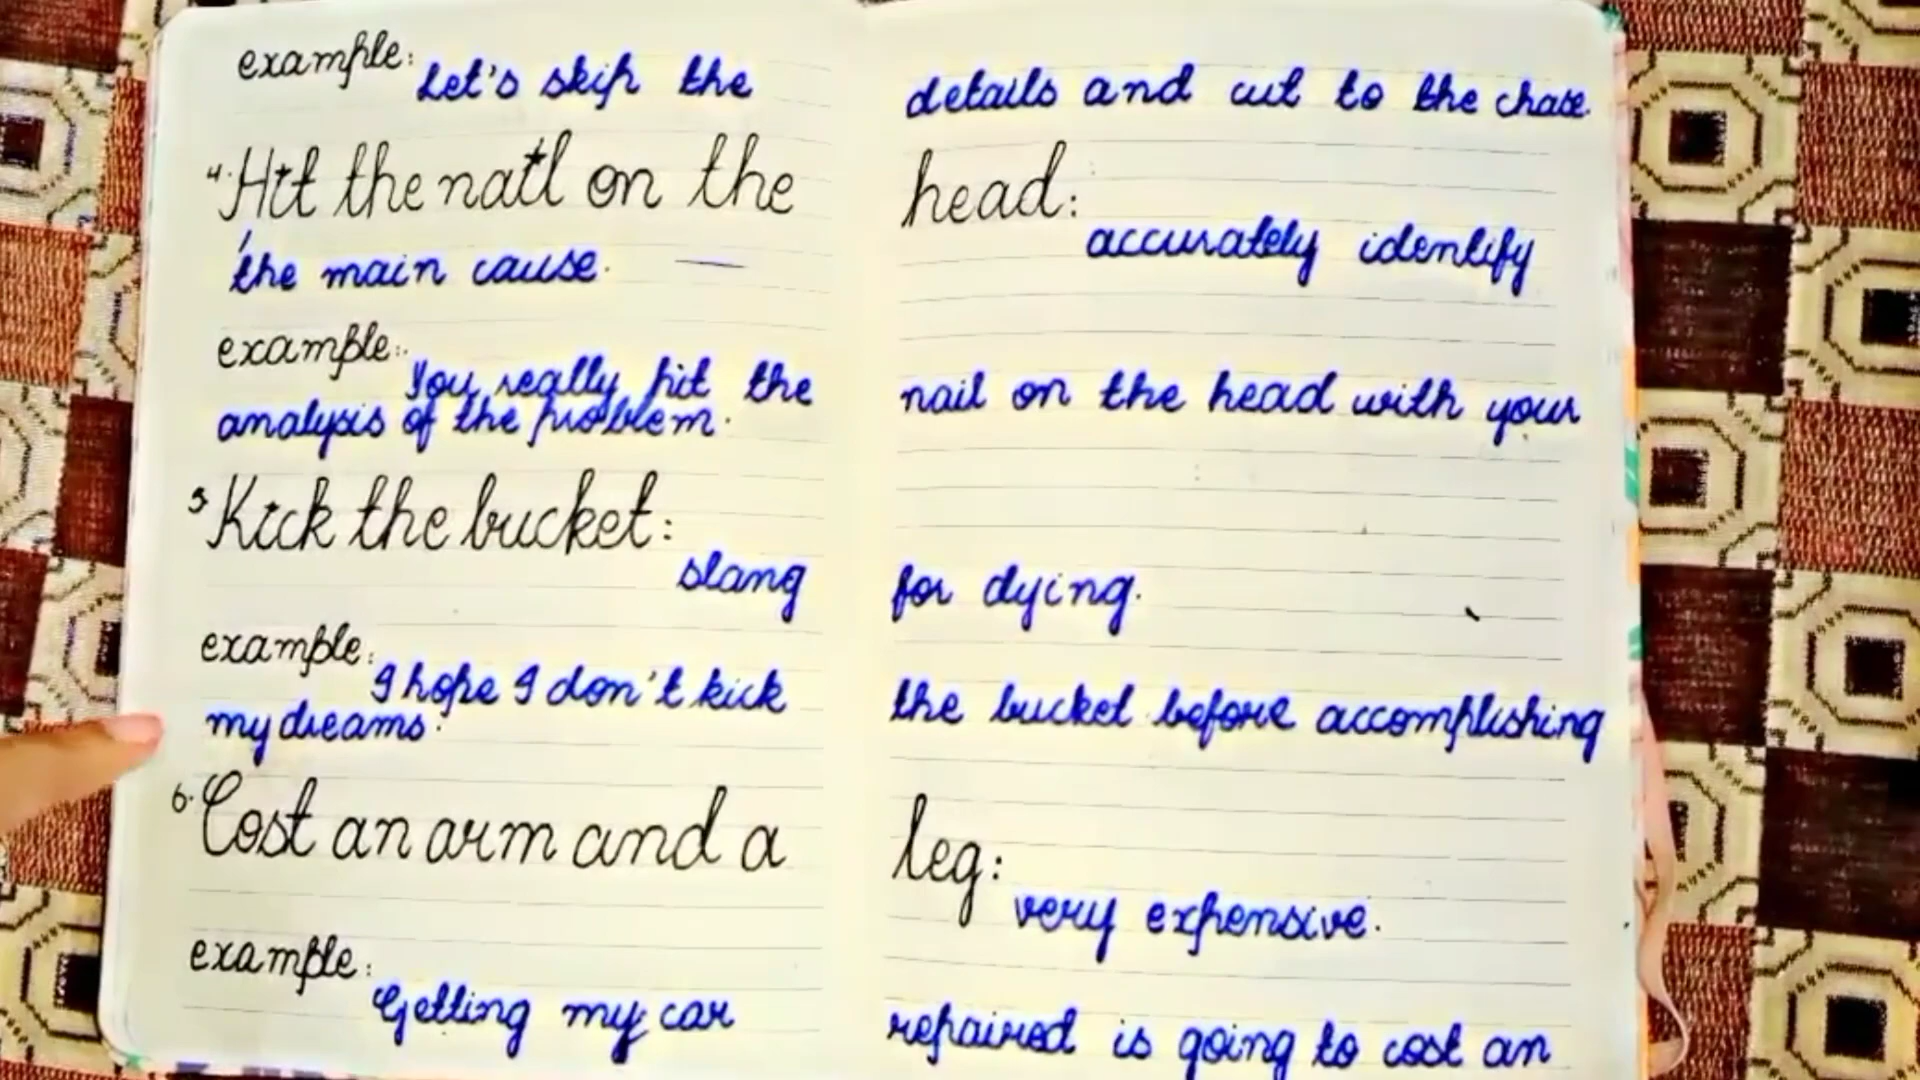 example: Let's skip the details and cut to the chase.
4. Hit the nail on the head: accurately identify
the main cause.
example: You really hit the nail on the head with your
analysis of the problem.
5. Kick the bucket: slang for dying.
example: I hope I don't kick the bucket before accomplishing
my dreams.
6. Cost an arm and a leg: very expensive.
example: Getting my car repaired is going to cost an